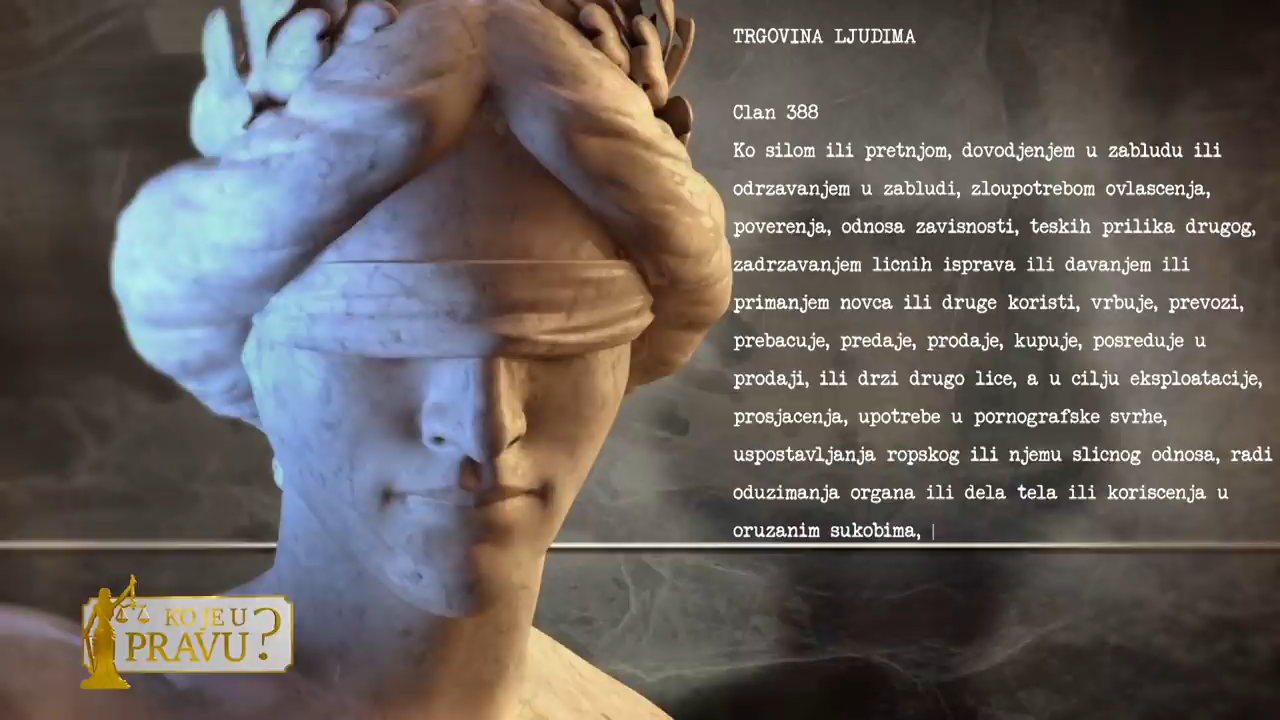 TRGOVINA LJUDIMA
Clan 388
Ko silom ili pretnjom, dovodjenjem u zabludu ili
odrzavanjem u zabludi, zloupotrebom ovlascenja,
poverenja, odnosa zavisnosti, teskih prilika drugog,
zadrzavanjem licnih isprava ili davanjem ili
primanjem novca ili druge koristi, vrbuje, prevozi,
prebacuje, predaje, prodaje, kupuje, posreduje u
prodaji, ili drzi drugo lice, a u cilju eksploatacije,
prosjacenja, upotrebe u pornografske svrhe,
uspostavljanja ropskog ili njemu slicnog odnosa, radi
oduzimanja organa ili dela tela ili koriscenja u
oruzanim sukobima,
KO JE U
PRAVU?